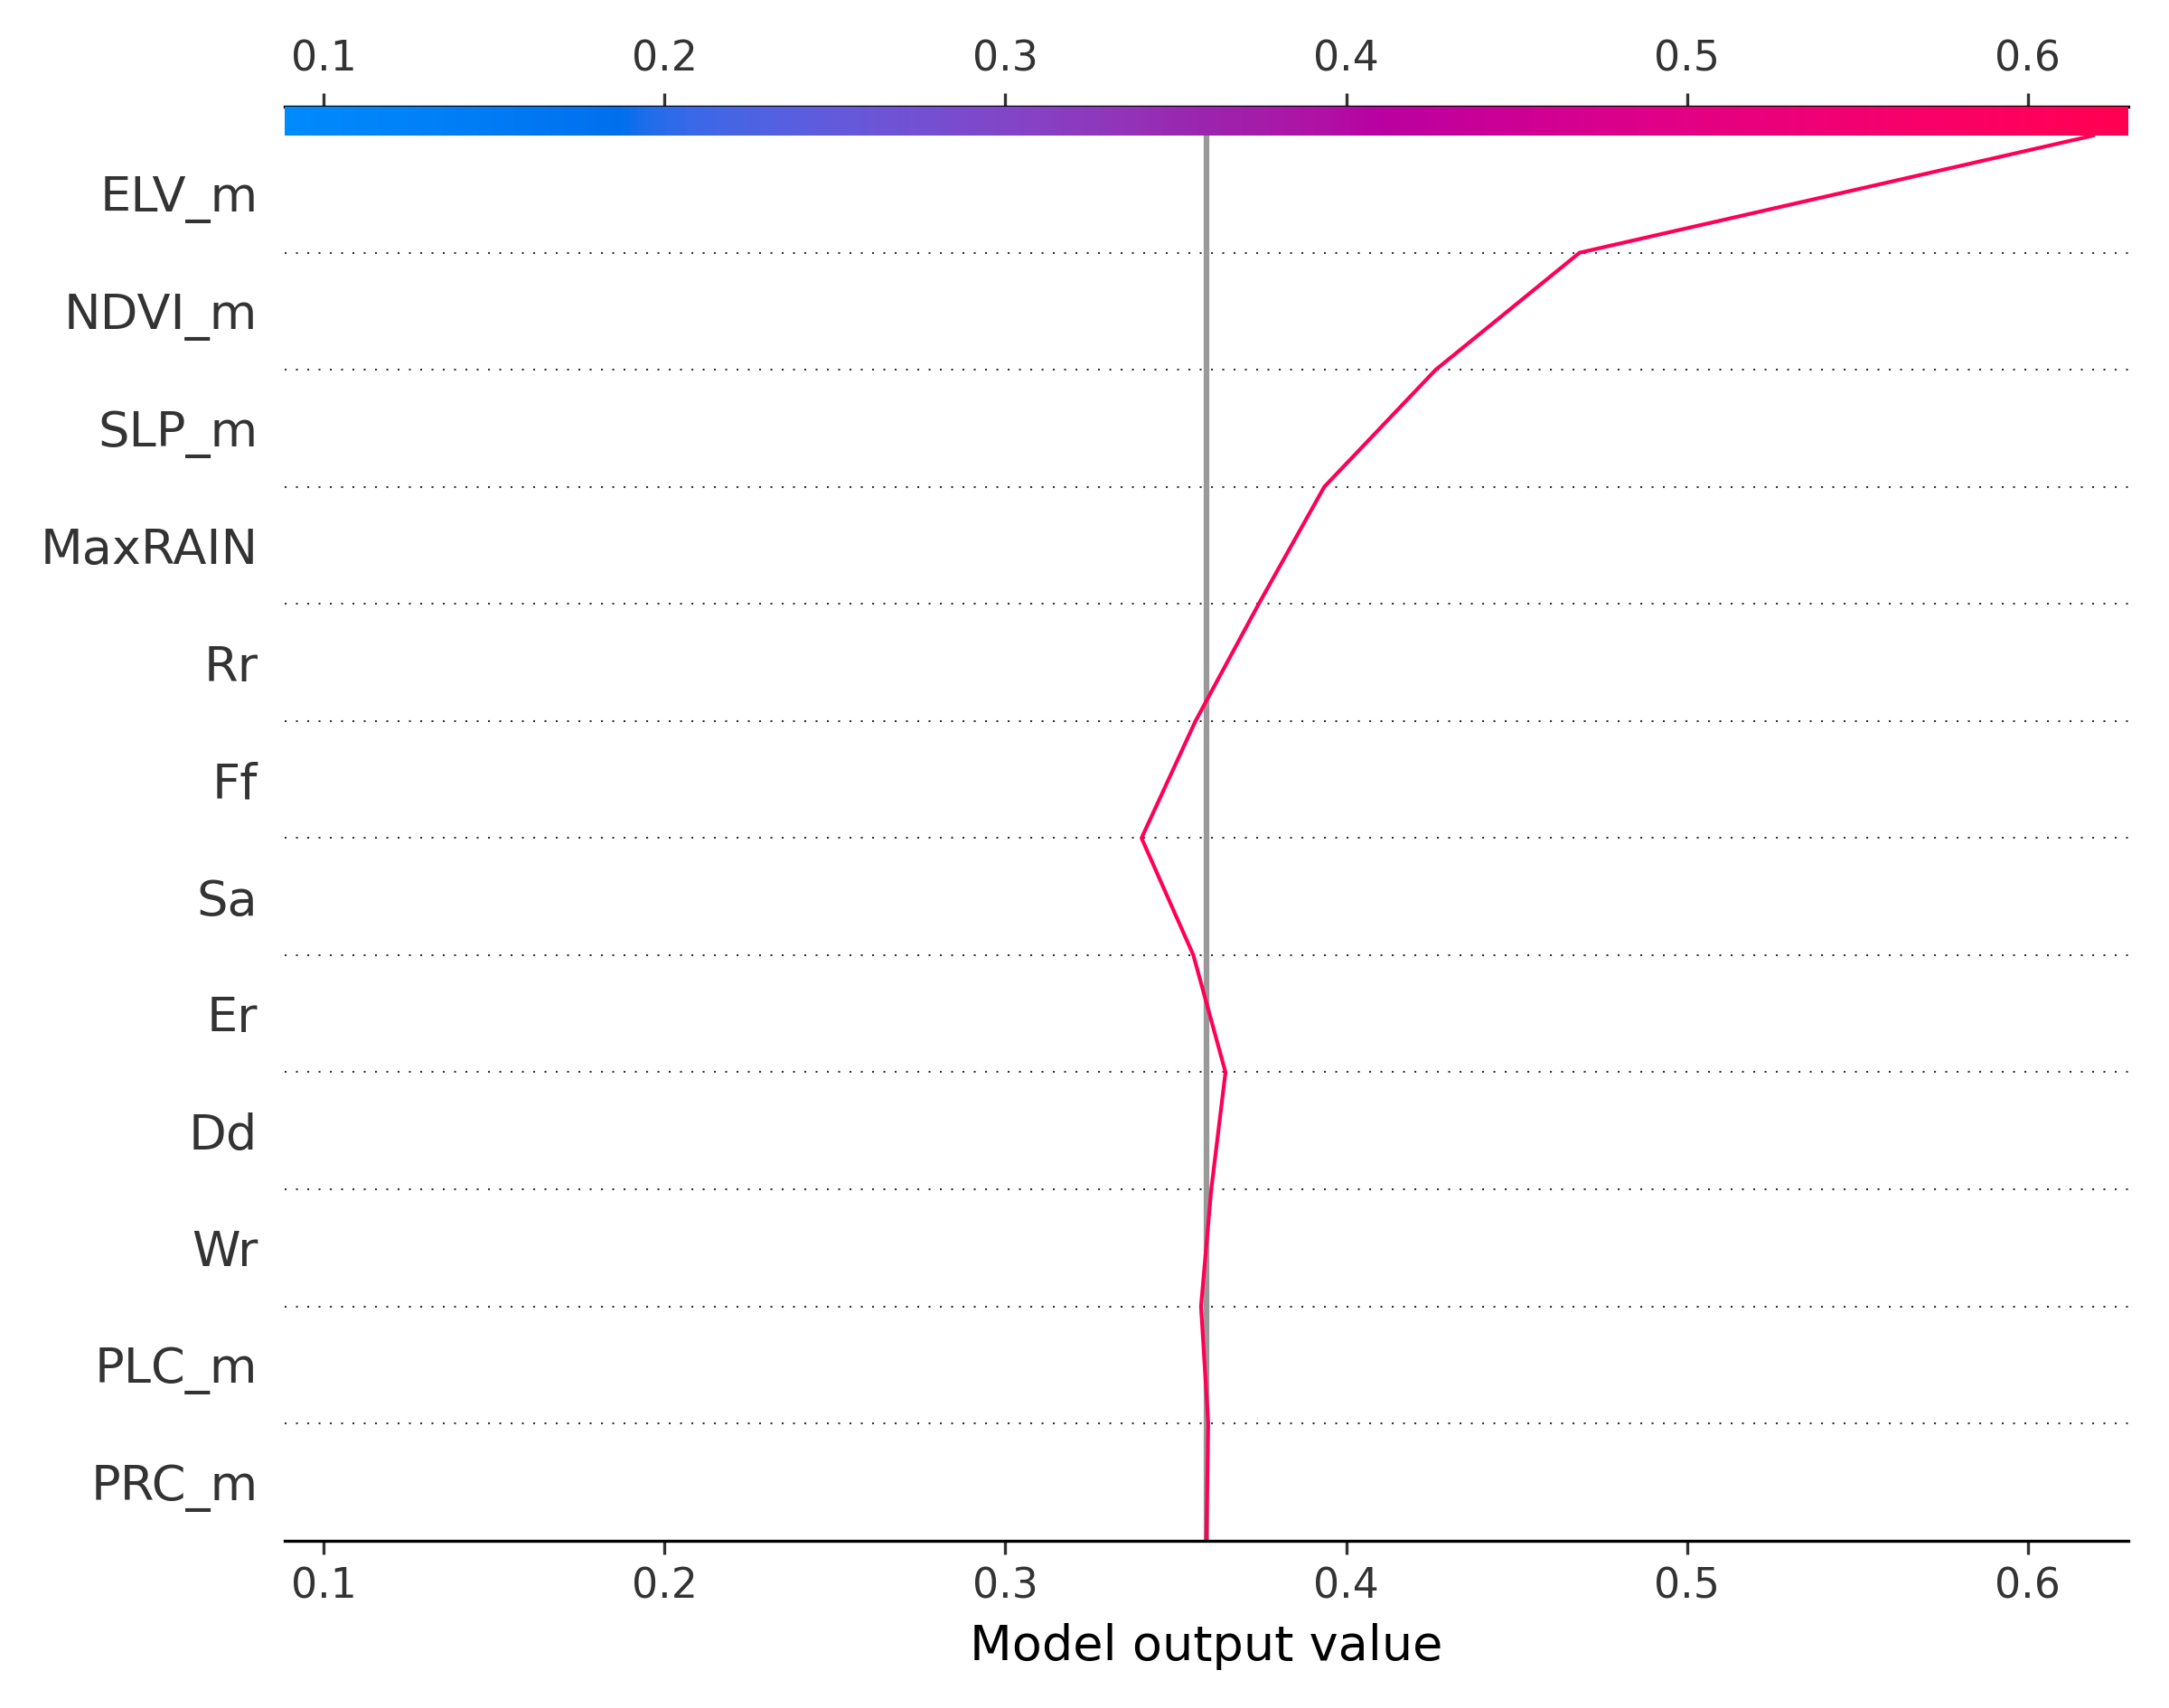 0.1 0.2 0.3 0.4 0.5 0.6
ELV_m
NDVI_m
SLP_m
MaxRAIN
Rr
Ff
Sa
Er
Dd
Wr
PLC_m
PRC_m
0.1 0.2 0.3 0.4 0.5 0.6
Model output value